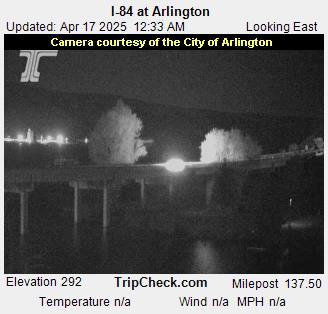 I-84 at Arlington
Updated: Apr 17 2025 12:33 AM Looking East
Camera courtesy of the City of Arlington
Elevation 292 TripCheck.com Milepost 137.50
Temperature n/a Wind n/a MPH n/a